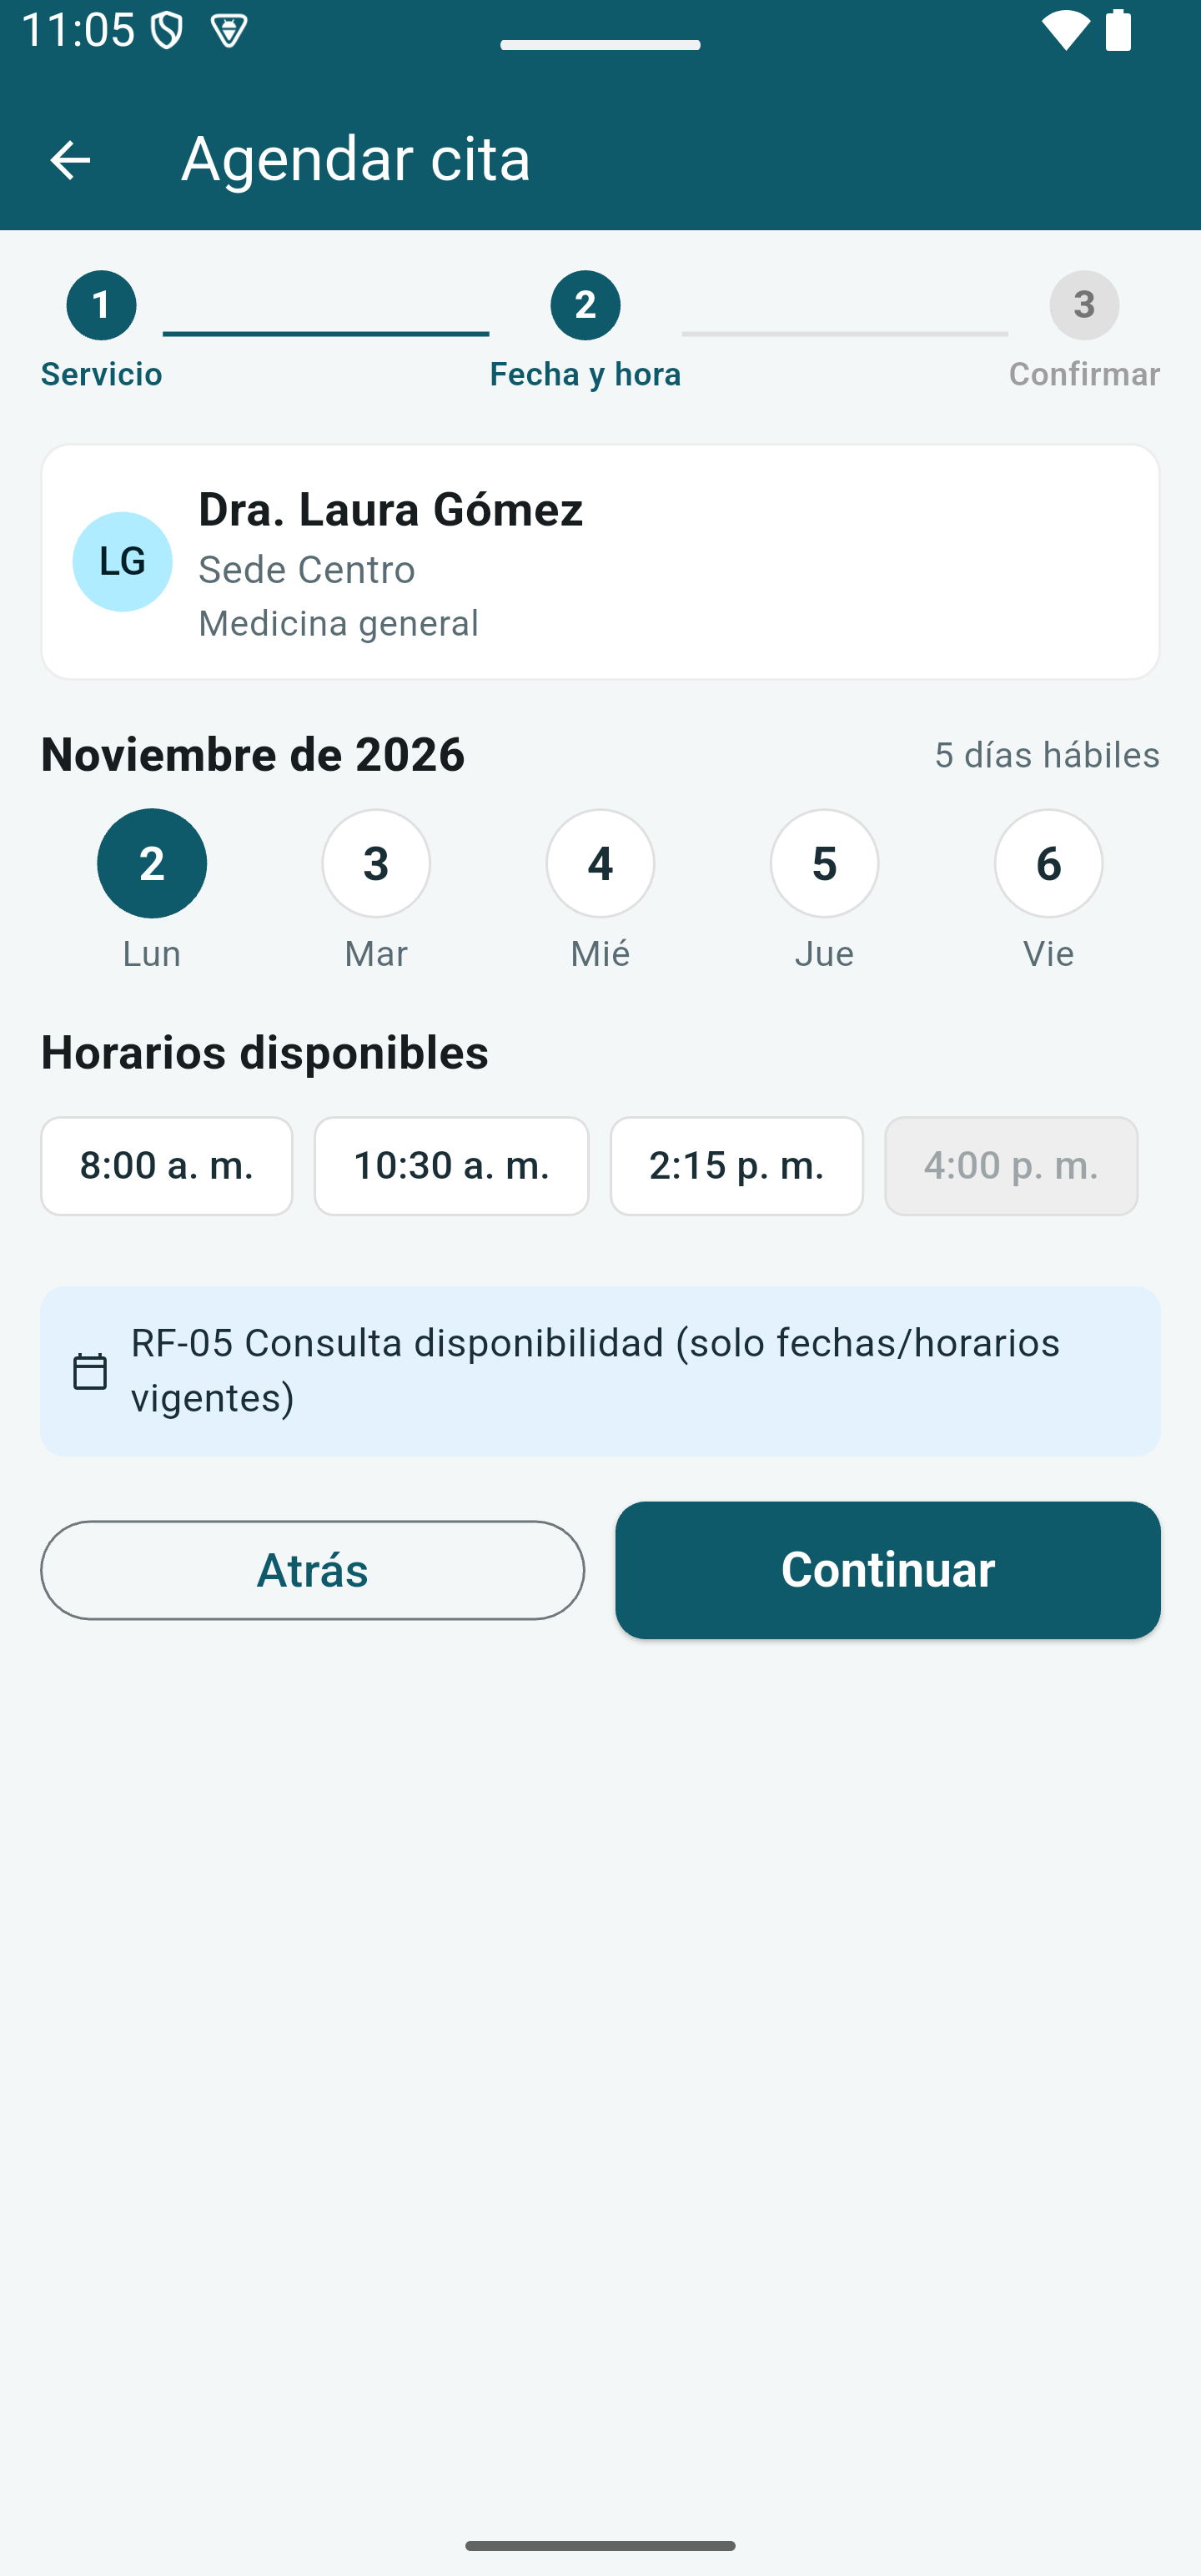 11:05
Agendar cita
1
2
3
Servicio
Fecha y hora
Confirmar
LG
Dra. Laura Gómez
Sede Centro
Medicina general
Noviembre de 2026
5 días hábiles
2
3
4
5
6
Lun
Mar
Mié
Jue
Vie
Horarios disponibles
8:00 a. m.
10:30 a. m.
2:15 p. m.
4:00 p. m.
RF-05 Consulta disponibilidad (solo fechas/horarios
vigentes)
Atrás
Continuar